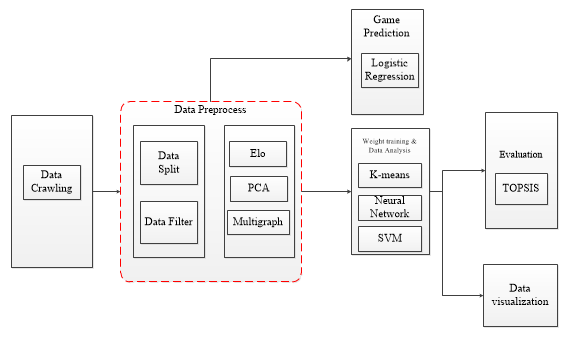 Game
Prediction
Logistic
Regression
Data Preprocess
Data
Crawling
Data
Split
Data Filter
Elo
PCA
Multigraph
Weight training &
Data Analysis
K-means
Neural
Network
SVM
Evaluation
TOPSIS
Data
visualization